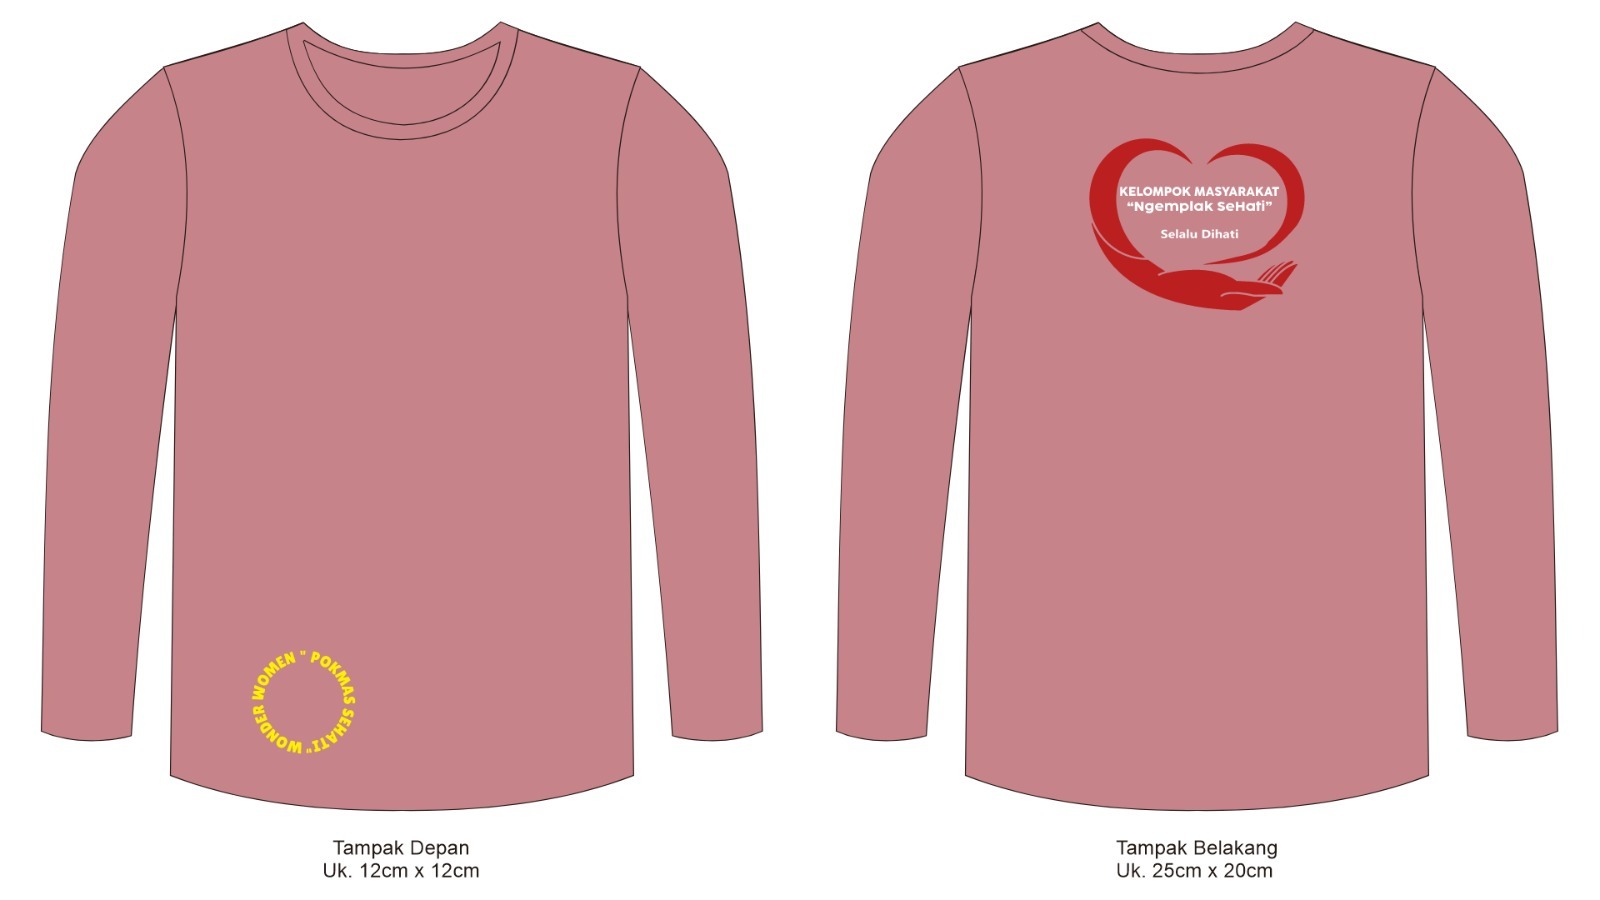 WONDER WOMEN " POKMAS SEHATI"
Tampak Depan
Uk. 12cm x 12cm
KELOMPOK MASYARAKAT
“Ngemplak SeHati”
Selalu Dihati
Tampak Belakang
Uk. 25cm x 20cm